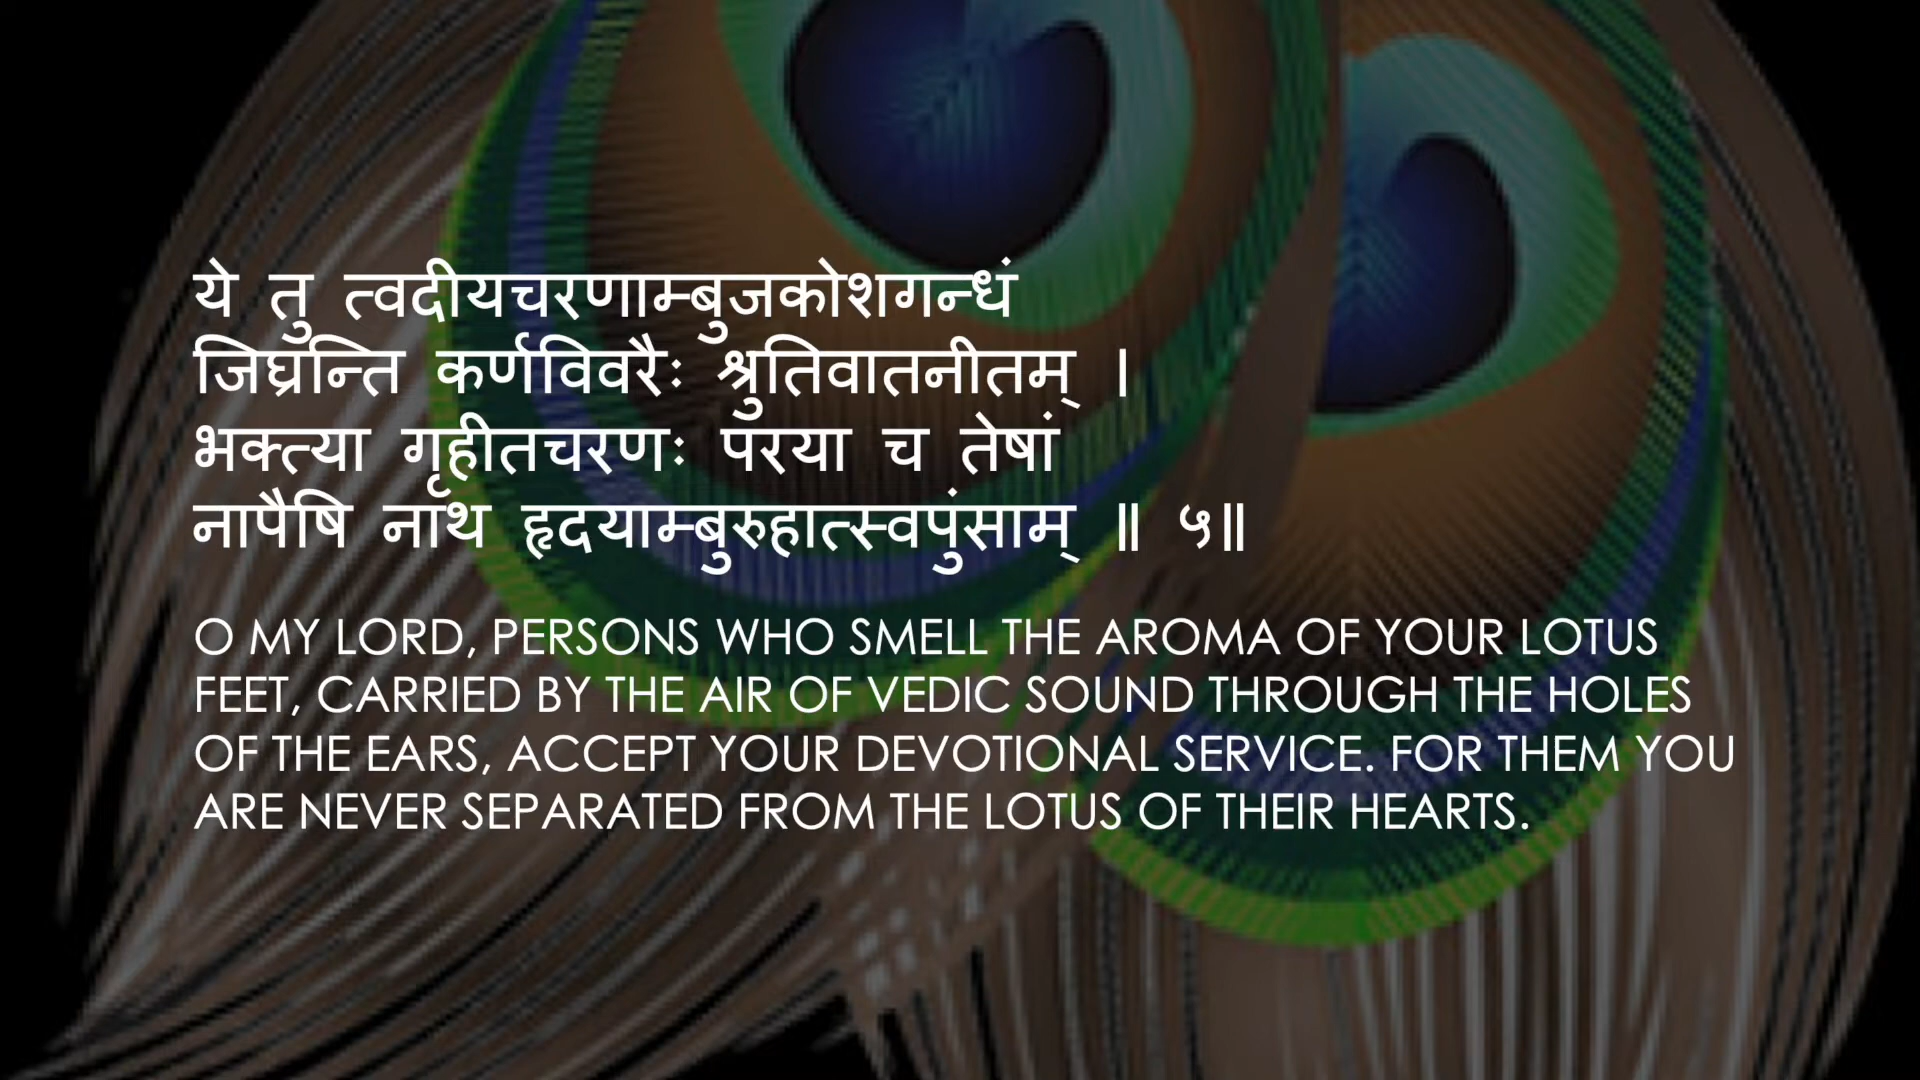 ये तु त्वदीयचरणाम्बुजकोशगन्धं
जिघ्रन्ति कर्णविवरैः श्रुतिवातनीतम् ।
भक्त्या गृहीतचरणः परया च तेषां
नापैषि नाथ हृदयाम्बुरुहात्स्वपुंसाम् ॥ ५॥
O MY LORD, PERSONS WHO SMELL THE AROMA OF YOUR LOTUS
FEET, CARRIED BY THE AIR OF VEDIC SOUND THROUGH THE HOLES
OF THE EARS, ACCEPT YOUR DEVOTIONAL SERVICE. FOR THEM YOU
ARE NEVER SEPARATED FROM THE LOTUS OF THEIR HEARTS.